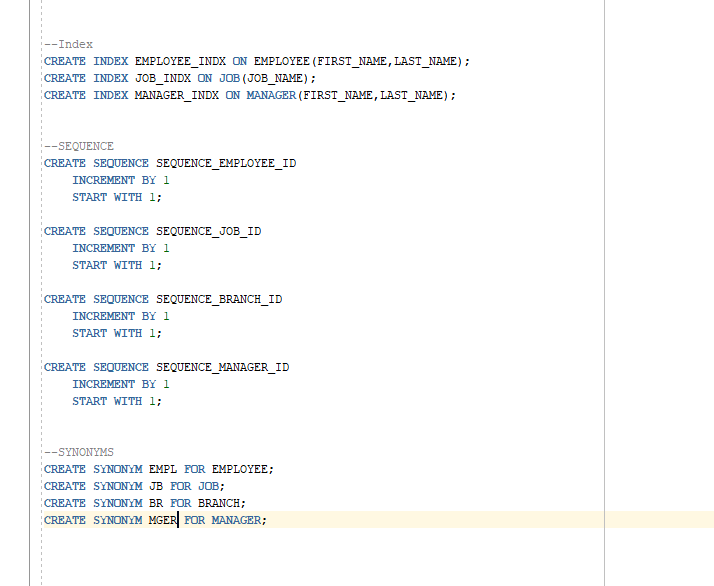 --Index
CREATE INDEX EMPLOYEE_INDX ON EMPLOYEE(FIRST_NAME,LAST_NAME);
CREATE INDEX JOB_INDX ON JOB(JOB_NAME);
CREATE INDEX MANAGER_INDX ON MANAGER(FIRST_NAME,LAST_NAME);
--SEQUENCE
CREATE SEQUENCE SEQUENCE_EMPLOYEE_ID
INCREMENT BY 1
START WITH 1;
CREATE SEQUENCE SEQUENCE_JOB_ID
INCREMENT BY 1
START WITH 1;
CREATE SEQUENCE SEQUENCE_BRANCH_ID
INCREMENT BY 1
START WITH 1;
CREATE SEQUENCE SEQUENCE_MANAGER_ID
INCREMENT BY 1
START WITH 1;
--SYNONYMS
CREATE SYNONYM EMPL FOR EMPLOYEE;
CREATE SYNONYM JB FOR JOB;
CREATE SYNONYM BR FOR BRANCH;
CREATE SYNONYM MGER FOR MANAGER;